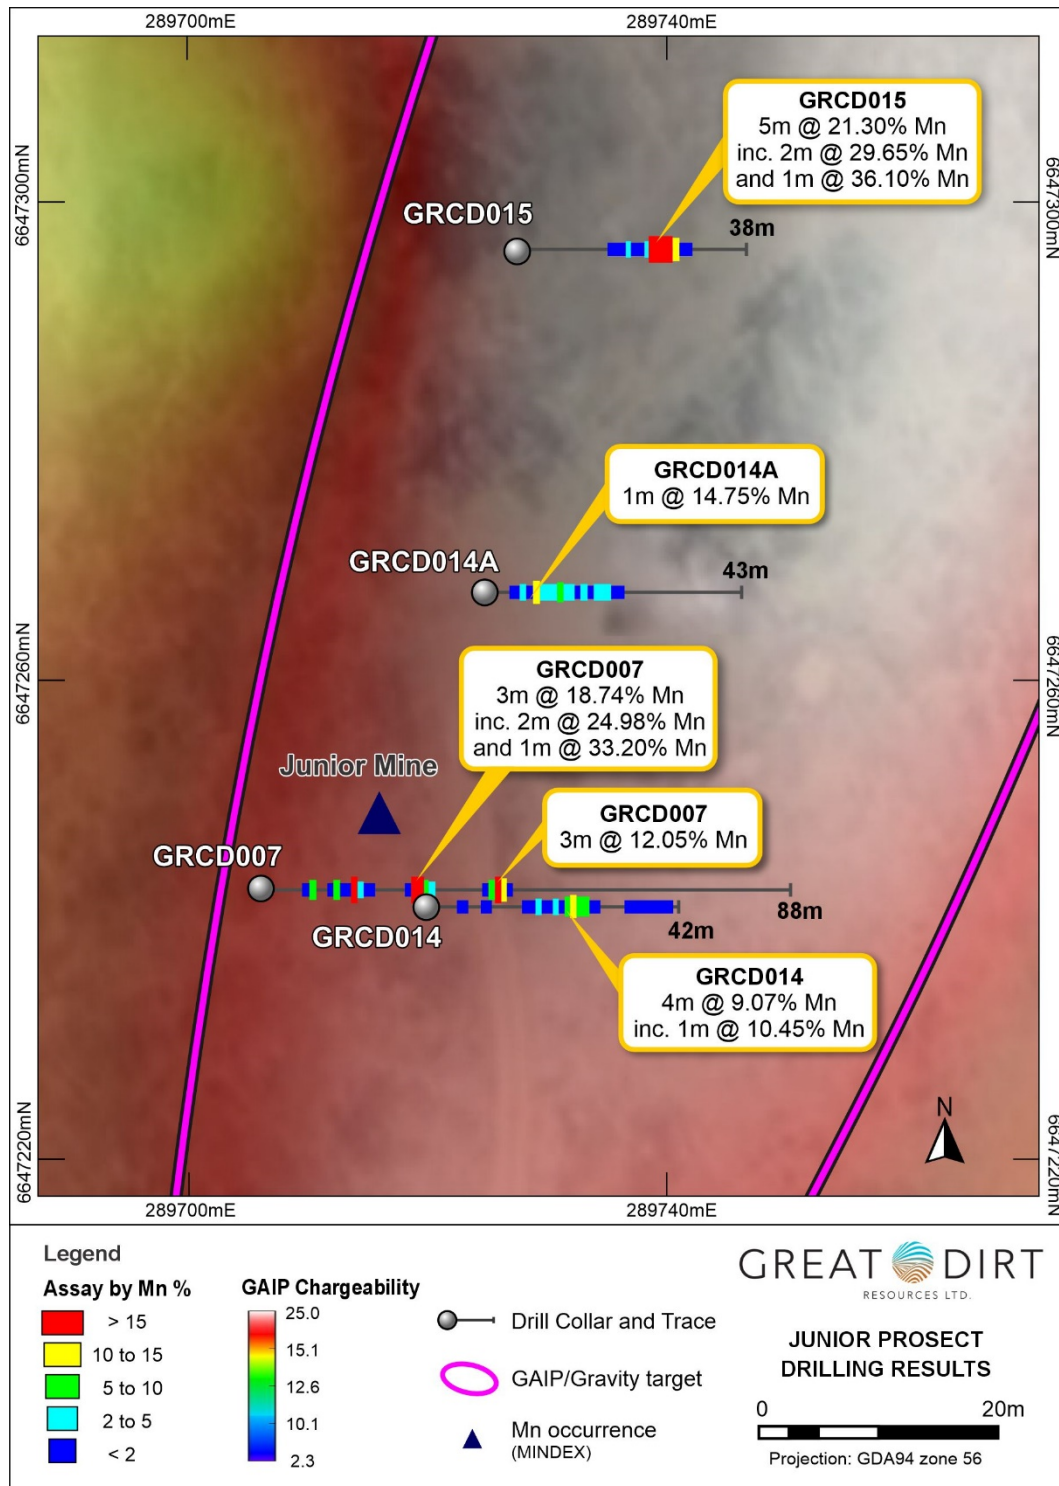 289700mE
289740mE
6647300mN
6647300mN
GRCD015
5m @ 21.30% Mn
inc. 2m @ 29.65% Mn
and 1m @ 36.10% Mn
GRCD015
38m
GRCD014A
1m @ 14.75% Mn
GRCD014A
43m
6647260mN
6647260mN
GRCD007
3m @ 18.74% Mn
inc. 2m @ 24.98% Mn
and 1m @ 33.20% Mn
Junior Mine
GRCD007
3m @ 12.05% Mn
GRCD007
88m
GRCD014
42m
GRCD014
4m @ 9.07% Mn
inc. 1m @ 10.45% Mn
N
6647220mN
6647220mN
289700mE
289740mE
Legend
Assay by Mn %
> 15
10 to 15
5 to 10
2 to 5
< 2
GAIP Chargeability
25.0
15.1
12.6
10.1
2.3
Drill Collar and Trace
GAIP/Gravity target
Mn occurrence
(MINDEX)
GREAT DIRT
RESOURCES LTD.
JUNIOR PROSECT
DRILLING RESULTS
0 20m
Projection: GDA94 zone 56